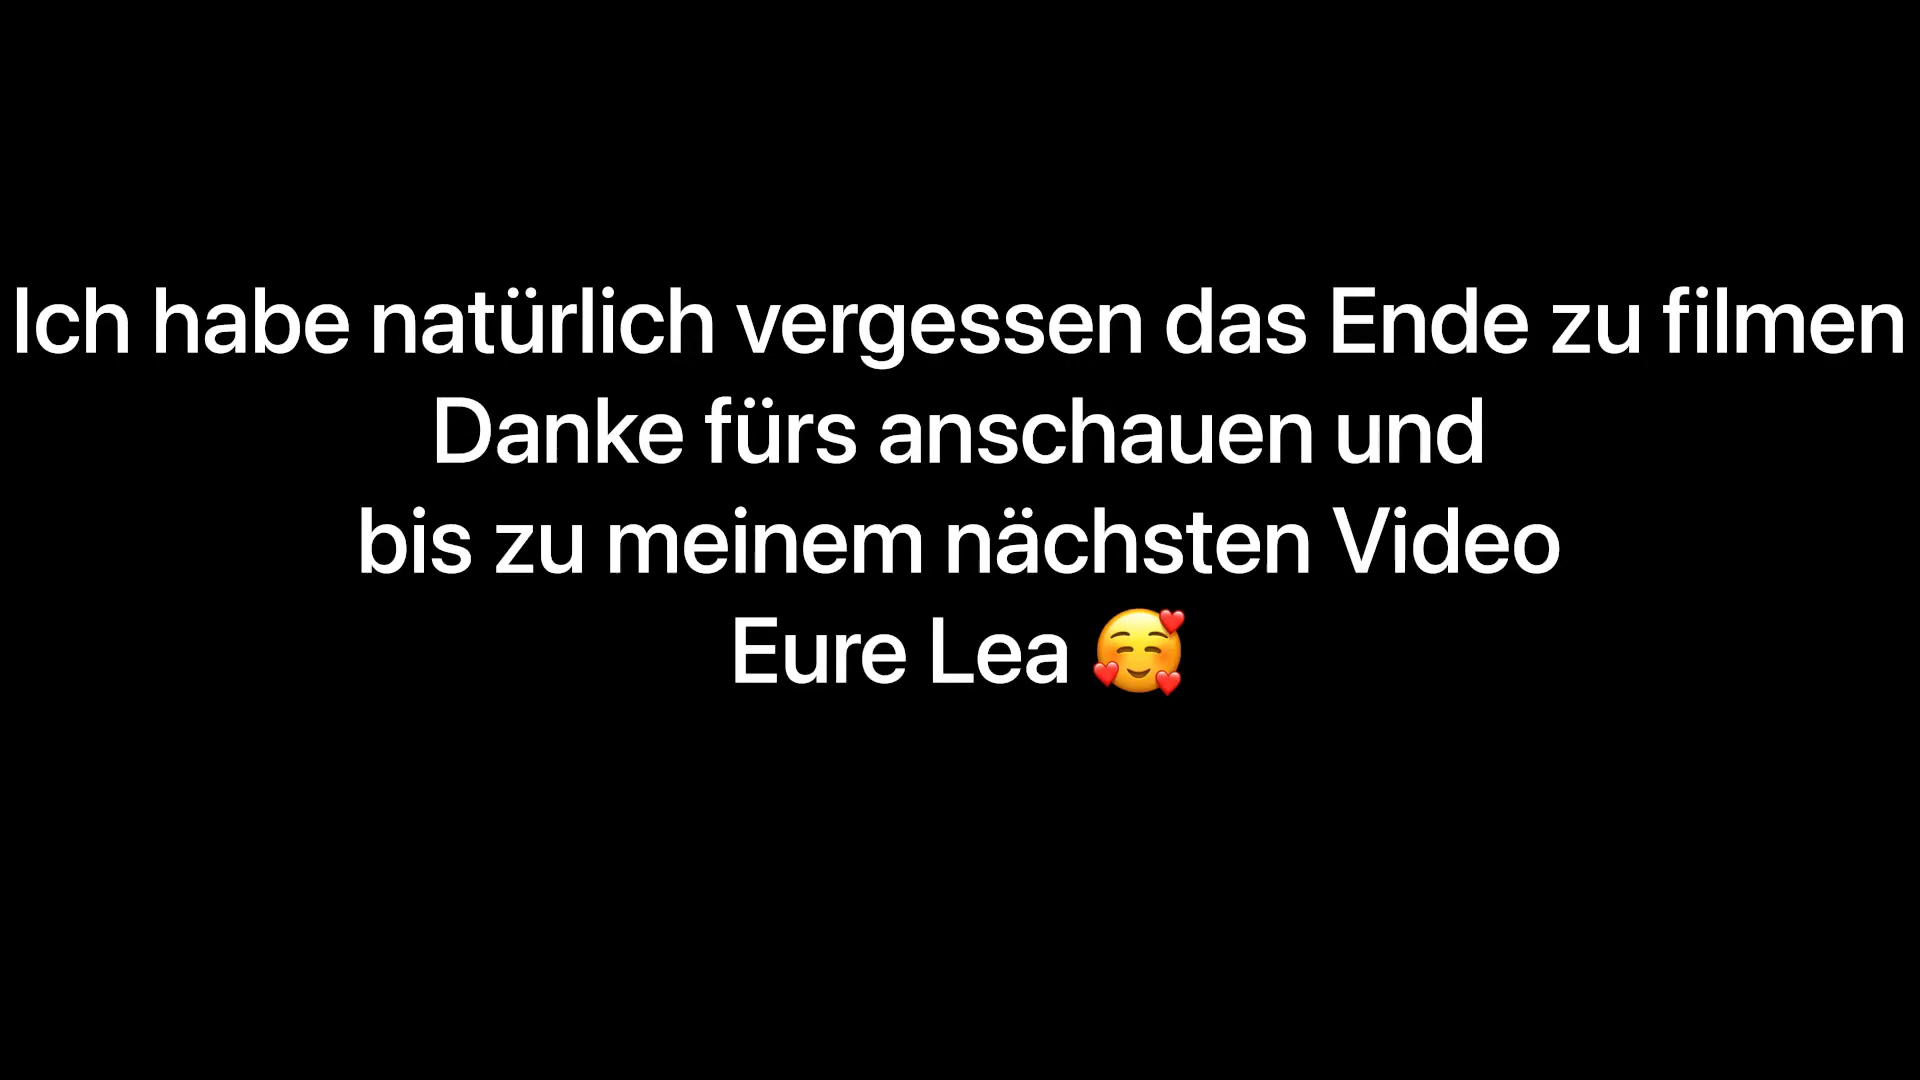 Ich habe natürlich vergessen das Ende zu filmen
Danke fürs anschauen und
bis zu meinem nächsten Video
Eure Lea 🥰